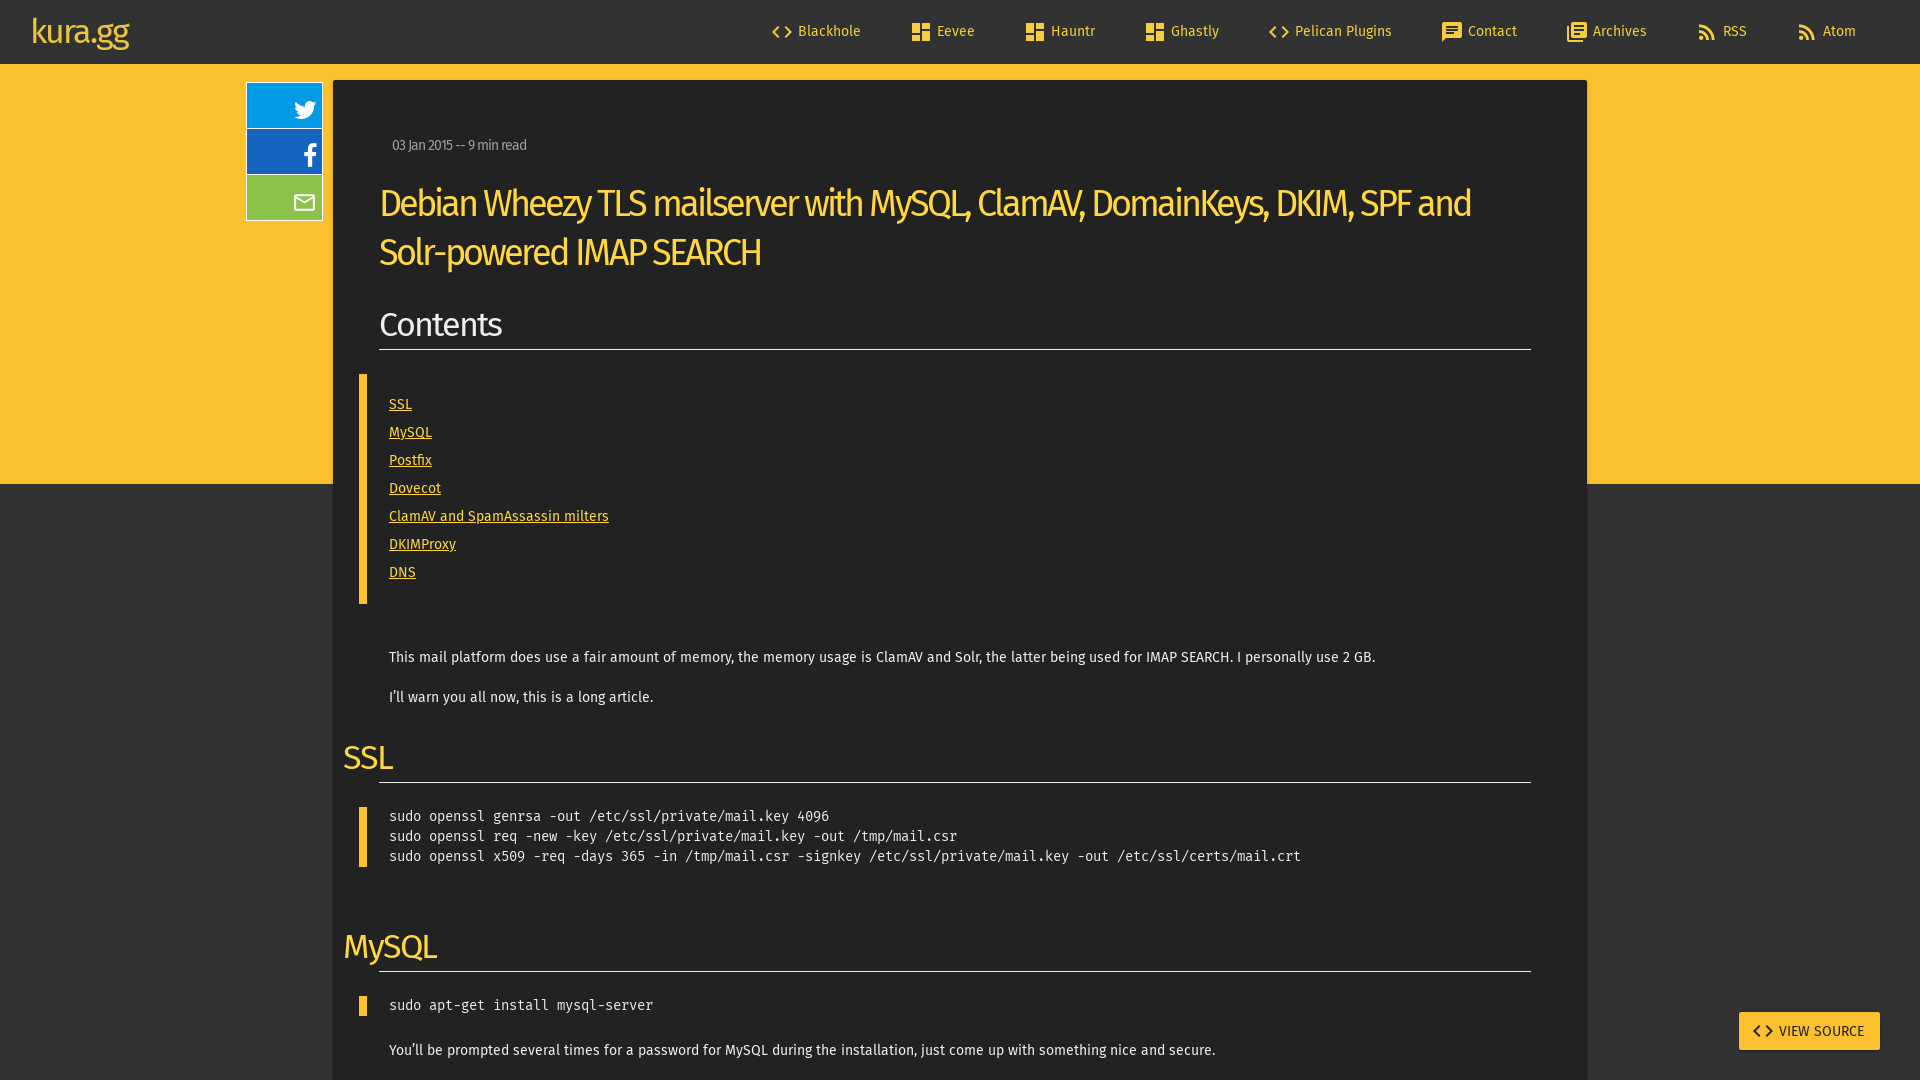 kura.gg
Blackhole
Eevee
Hauntr
Ghastly
Pelican Plugins
Contact
Archives
RSS
Atom
03 Jan 2015 -- 9 min read
Debian Wheezy TLS mailserver with MySQL, ClamAV, DomainKeys, DKIM, SPF and
Solr-powered IMAP SEARCH
Contents
SSL
MySQL
Postfix
Dovecot
ClamAV and SpamAssassin milters
DKIMProxy
DNS
This mail platform does use a fair amount of memory, the memory usage is ClamAV and Solr, the latter being used for IMAP SEARCH. I personally use 2 GB.
I’ll warn you all now, this is a long article.
SSL
sudo openssl genrsa -out /etc/ssl/private/mail.key 4096
sudo openssl req -new -key /etc/ssl/private/mail.key -out /tmp/mail.csr
sudo openssl x509 -req -days 365 -in /tmp/mail.csr -signkey /etc/ssl/private/mail.key -out /etc/ssl/certs/mail.crt
MySQL
sudo apt-get install mysql-server
You’ll be prompted several times for a password for MySQL during the installation, just come up with something nice and secure.
VIEW SOURCE